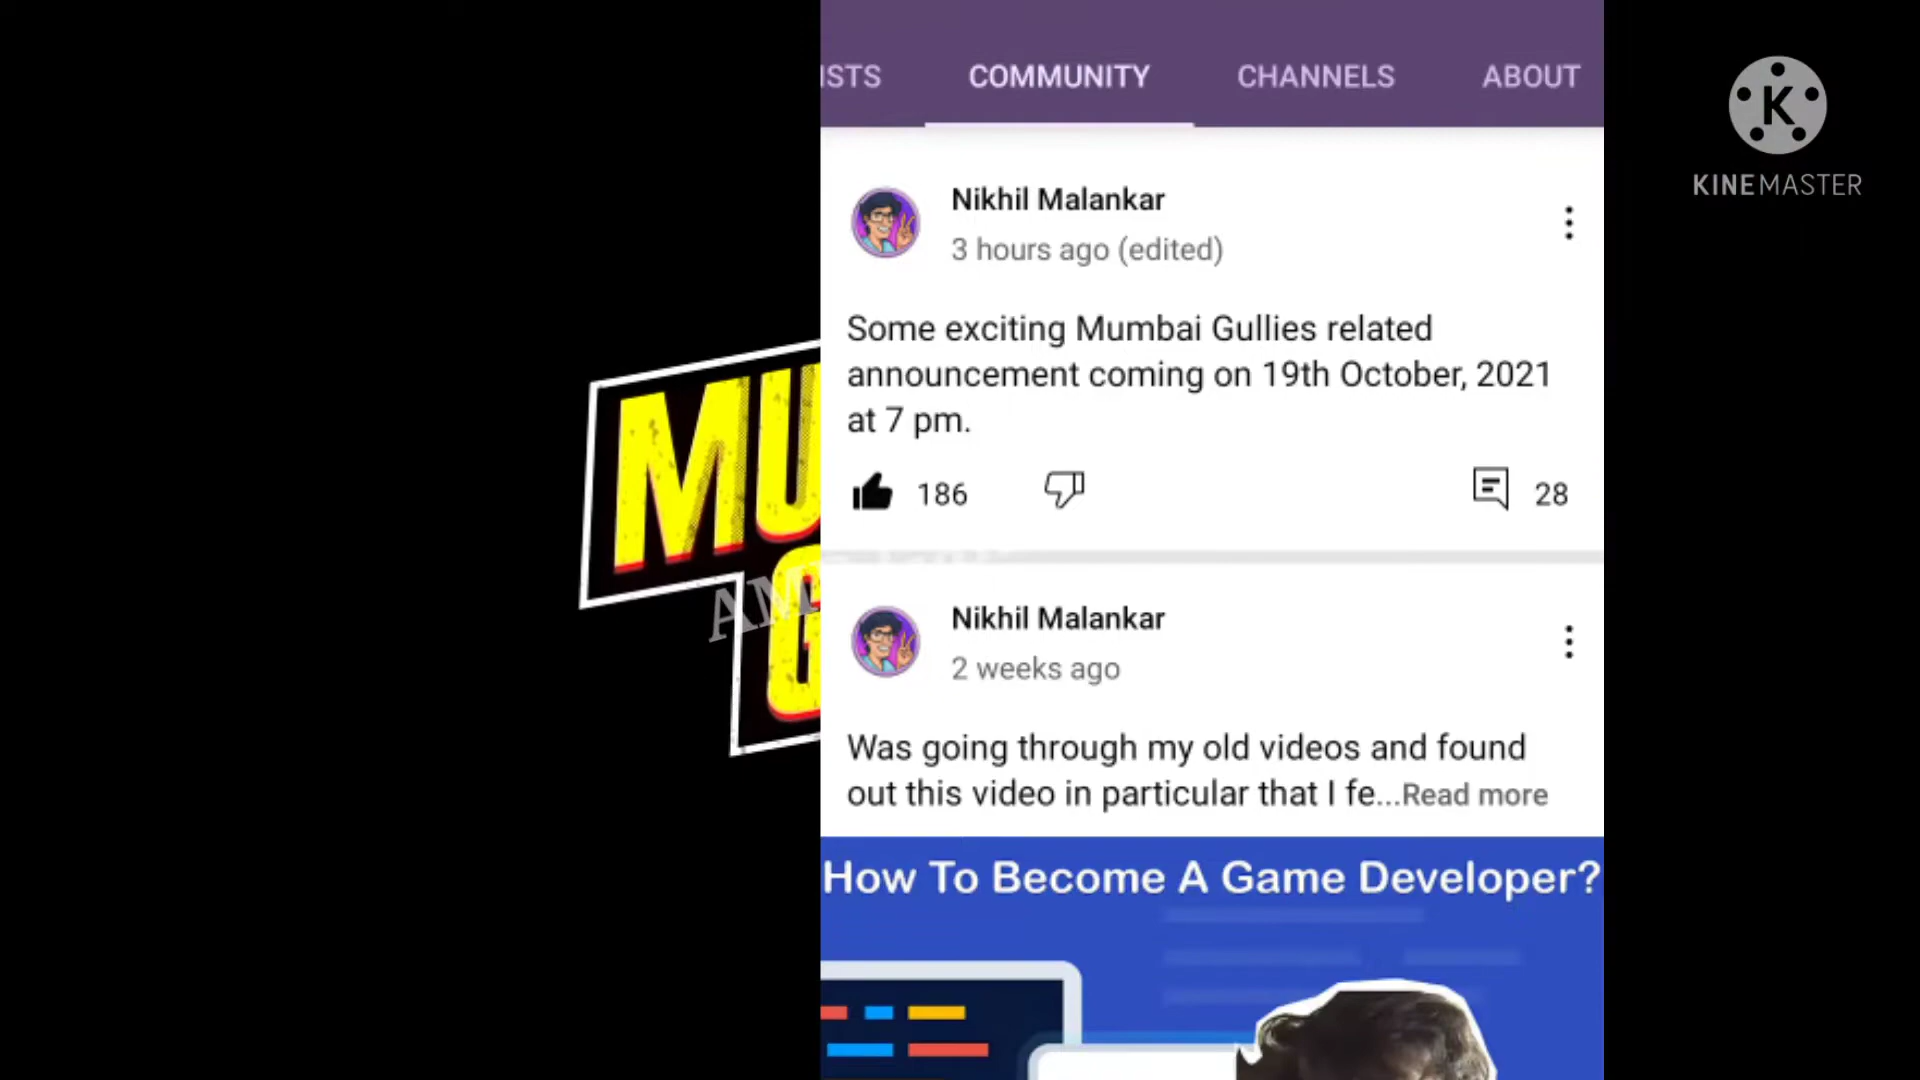 ISTS COMMUNITY CHANNELS ABOUT
K
KINEMASTER
Nikhil Malankar
3 hours ago (edited)
Some exciting Mumbai Gullies related
announcement coming on 19th October, 2021
at 7 pm.
186 28
MU
G
AM
Nikhil Malankar
2 weeks ago
Was going through my old videos and found
out this video in particular that I fe...Read more
How To Become A Game Developer?